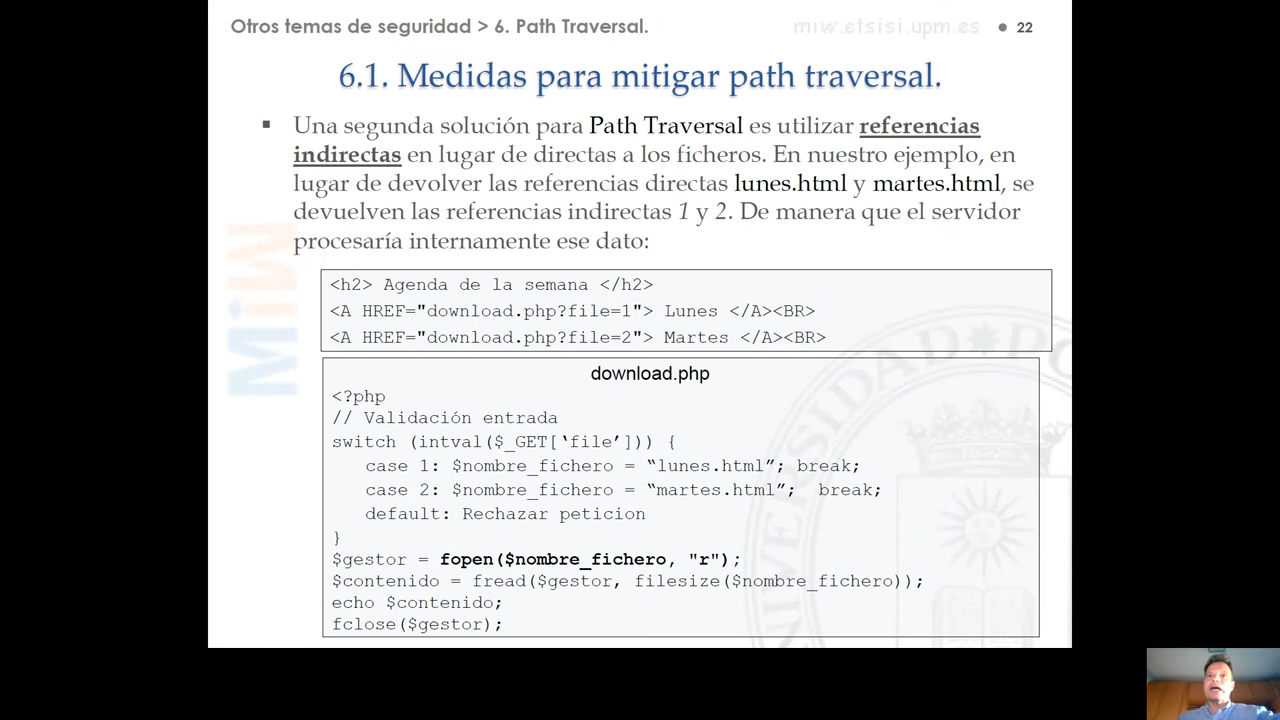 Otros temas de seguridad > 6. Path Traversal.
miw.etsisi.upm.es
● 22
6.1. Medidas para mitigar path traversal.
▪ Una segunda solución para Path Traversal es utilizar referencias
indirectas en lugar de directas a los ficheros. En nuestro ejemplo, en
lugar de devolver las referencias directas lunes.html y martes.html, se
devuelven las referencias indirectas 1 y 2. De manera que el servidor
procesaría internamente ese dato:
MiW
<h2> Agenda de la semana </h2>
<A HREF="download.php?file=1"> Lunes </A><BR>
<A HREF="download.php?file=2"> Martes </A><BR>
download.php
<?php
// Validación entrada
switch (intval($_GET[‘file’])) {
case 1: $nombre_fichero = “lunes.html”; break;
case 2: $nombre_fichero = “martes.html”; break;
default: Rechazar peticion
}
$gestor = fopen($nombre_fichero, "r");
$contenido = fread($gestor, filesize($nombre_fichero));
echo $contenido;
fclose($gestor);